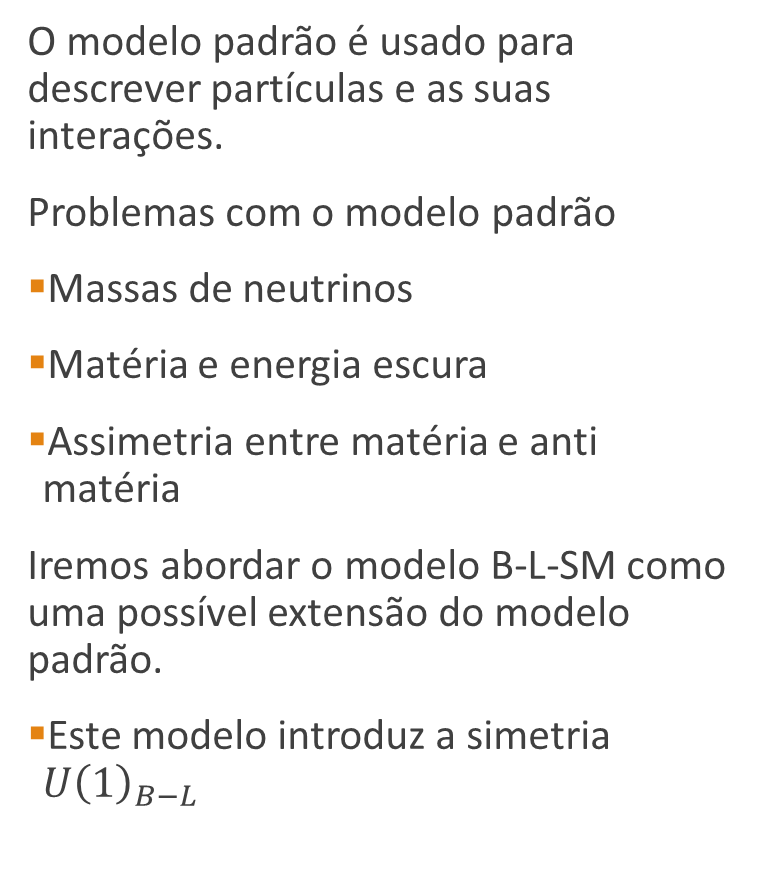 O modelo padrão é usado para
descrever partículas e as suas
interações.
Problemas com o modelo padrão
▪Massas de neutrinos
▪Matéria e energia escura
▪Assimetria entre matéria e anti
matéria
Iremos abordar o modelo B-L-SM como
uma possível extensão do modelo
padrão.
▪Este modelo introduz a simetria
𝑈(1)_{𝐵−𝐿}